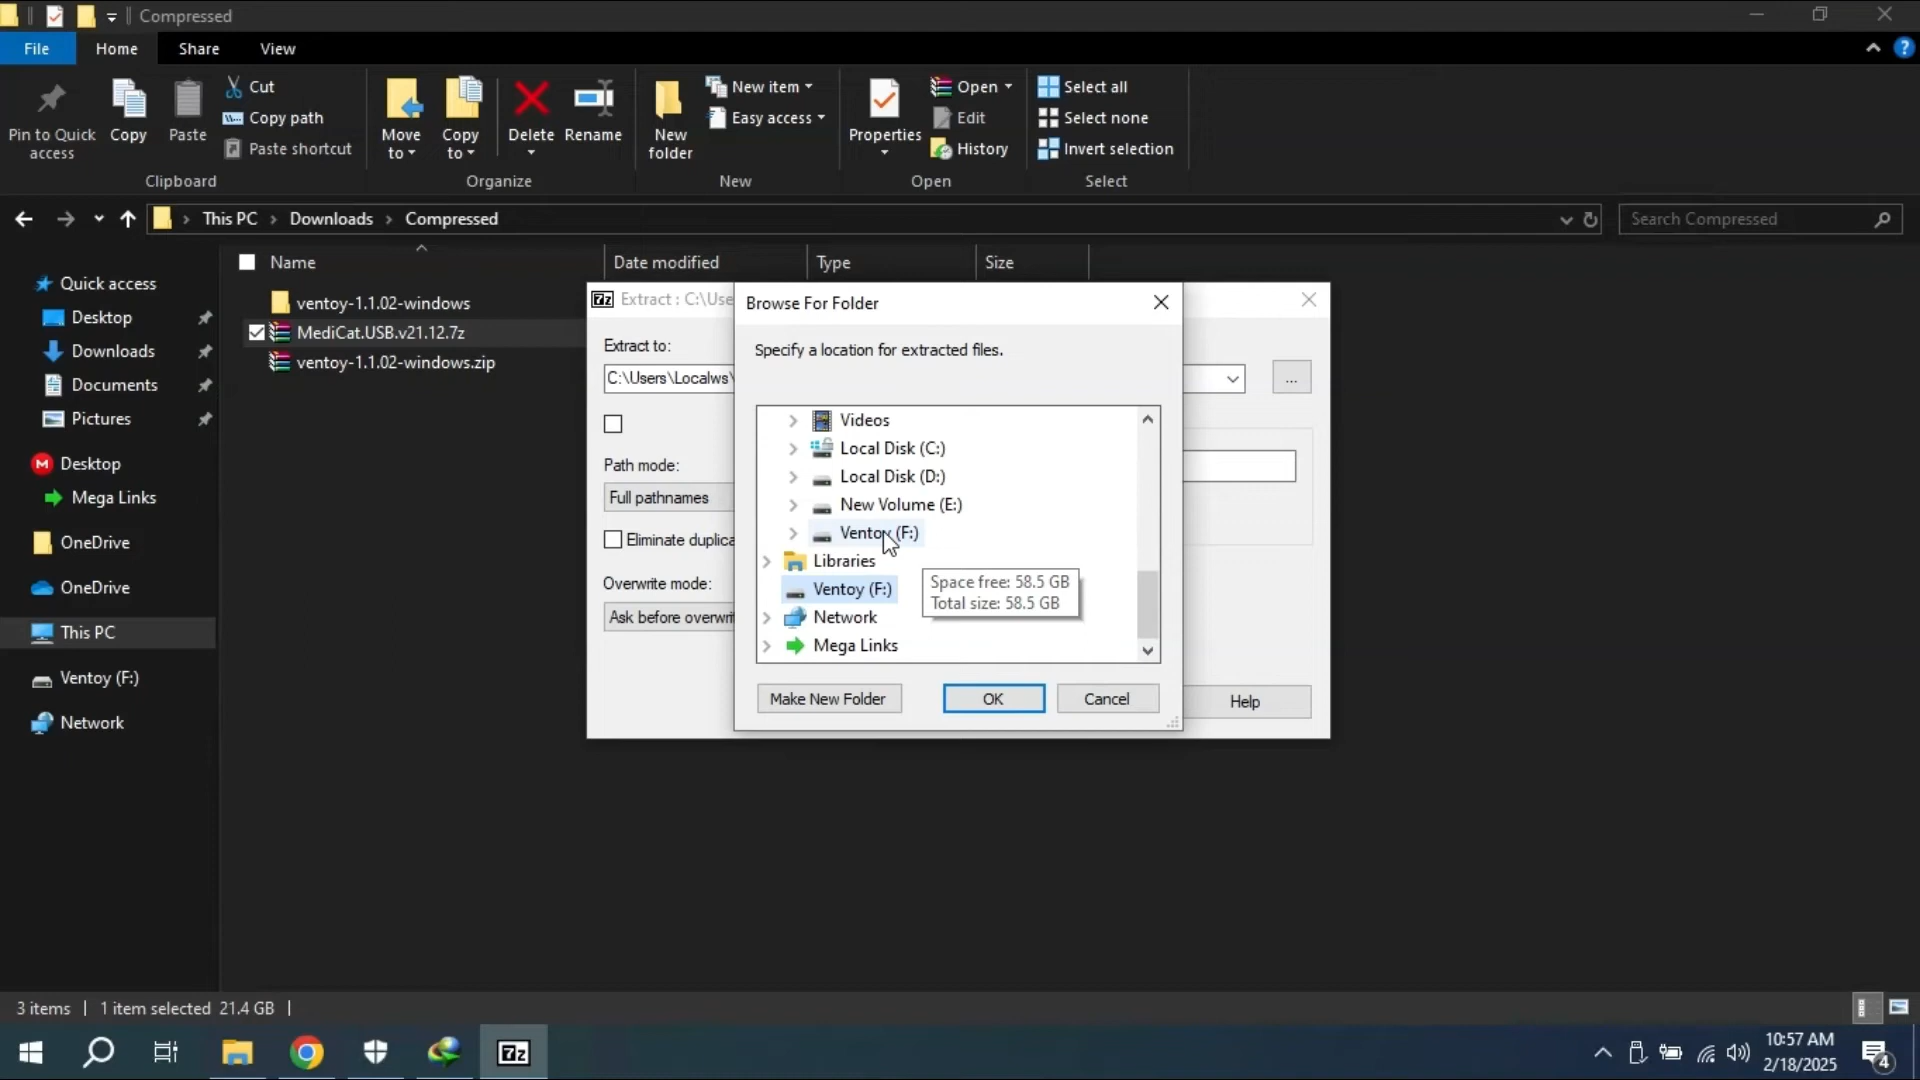 Compressed
File
Home
Share
View
Pin to Quick access
Copy
Paste
Cut
Copy path
Paste shortcut
Clipboard
Move to
Copy to
Delete
Rename
Organize
New folder
New item
Easy access
New
Properties
Open
Edit
History
Open
Select all
Select none
Invert selection
Select
This PC
Downloads
Compressed
Search Compressed
Quick access
Desktop
Downloads
Documents
Pictures
Desktop
Mega Links
OneDrive
OneDrive
This PC
Ventoy (F:)
Network
Name
Date modified
Type
Size
ventoy-1.1.02-windows
MediCat.USB.v21.12.7z
ventoy-1.1.02-windows.zip
7z
Extract : C:\Use
Extract to:
C:\Users\Localws\
...
Path mode:
Full pathnames
Eliminate duplica
Overwrite mode:
Ask before overwri
Help
Browse For Folder
Specify a location for extracted files.
Videos
Local Disk (C:)
Local Disk (D:)
New Volume (E:)
Ventoy (F:)
Libraries
Ventoy (F:)
Network
Mega Links
Space free: 58.5 GB
Total size: 58.5 GB
Make New Folder
OK
Cancel
3 items
1 item selected 21.4 GB
7z
10:57 AM
2/18/2025
4